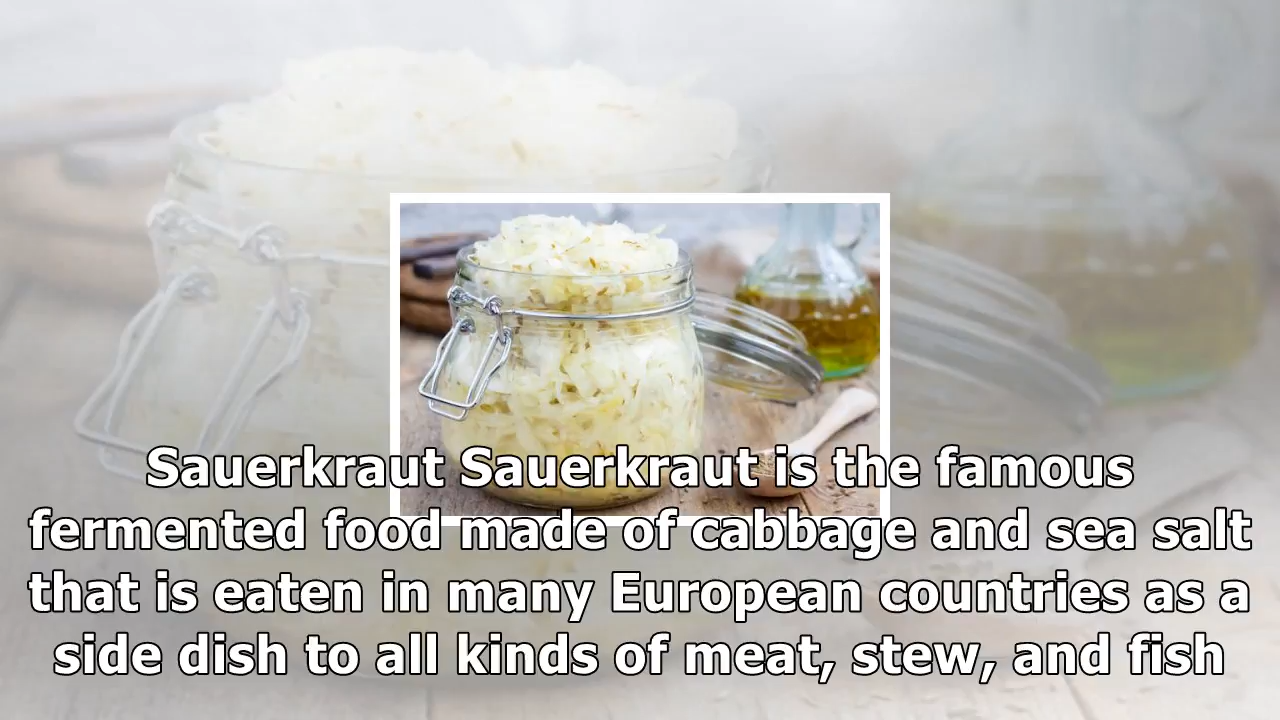 Sauerkraut Sauerkraut is the famous
fermented food made of cabbage and sea salt
that is eaten in many European countries as a
side dish to all kinds of meat, stew, and fish